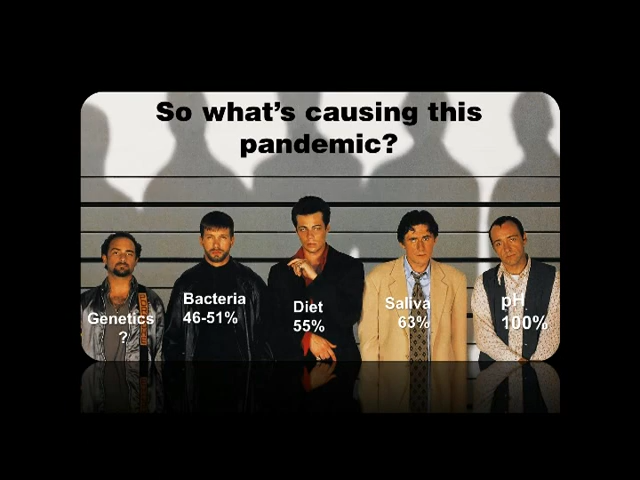 So what's causing this
pandemic?
Genetics
?
Bacteria
46-51%
Diet
55%
Saliva
63%
pH
100%